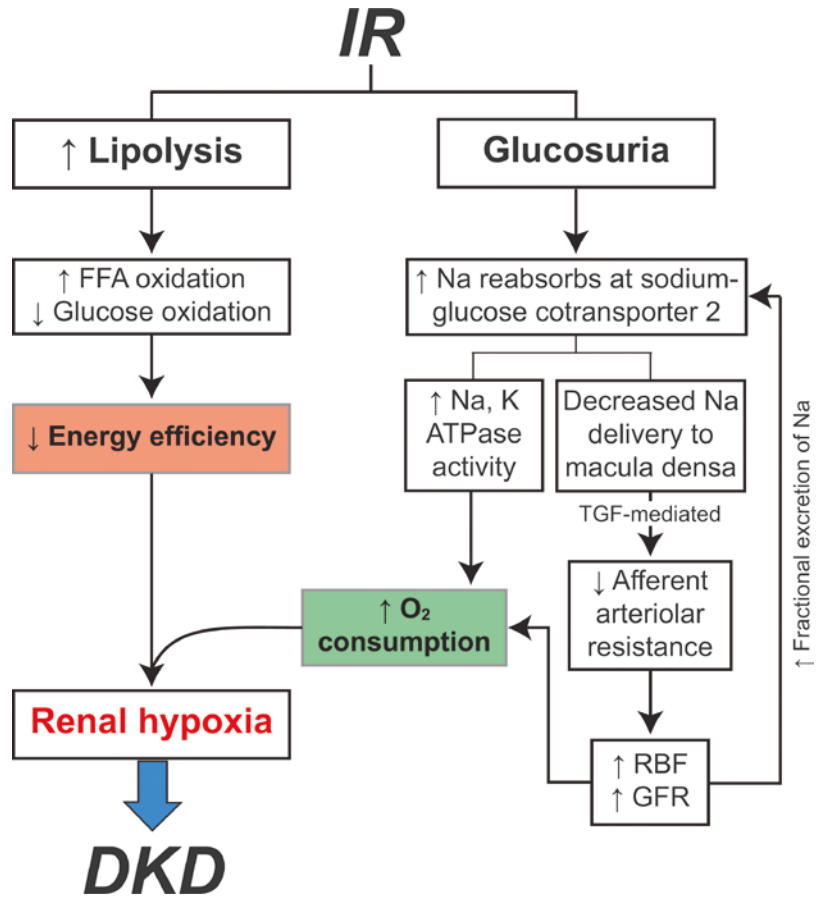 IR
↑ Lipolysis
Glucosuria
↑ FFA oxidation
↓ Glucose oxidation
↑ Na reabsorbs at sodium-
glucose cotransporter 2
↓ Energy efficiency
↑ Na, K
ATPase
activity
Decreased Na
delivery to
macula densa
TGF-mediated
↓ Afferent
arteriolar
resistance
↑ O₂
consumption
↑ Fractional excretion of Na
Renal hypoxia
↑ RBF
↑ GFR
DKD